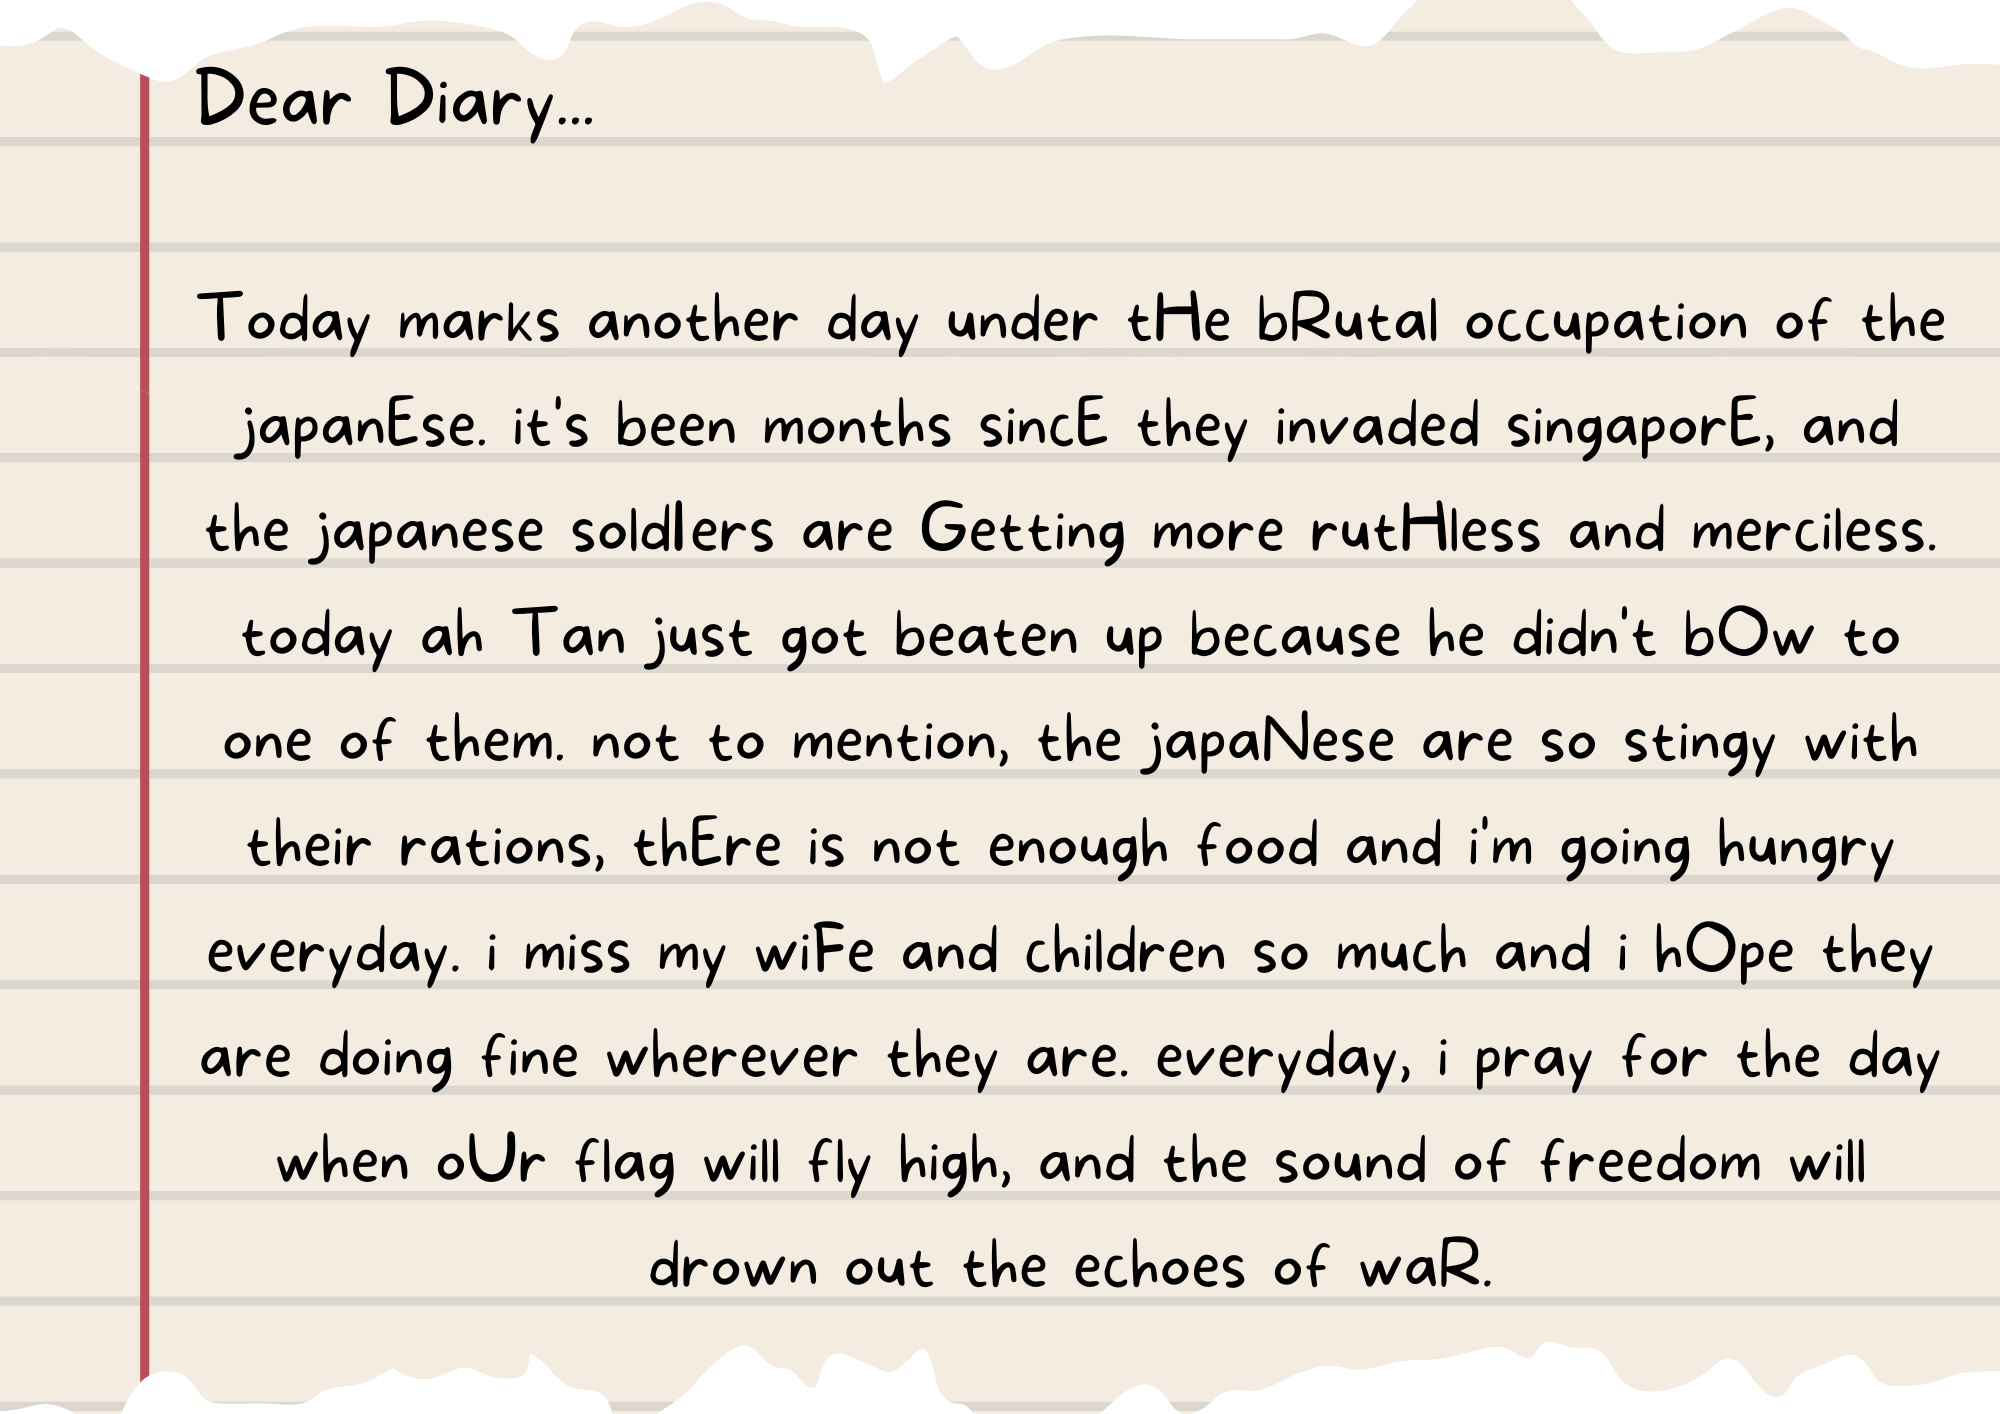 Dear Diary...
Today marks another day under tHe bRutal occupation of the
japanEse. it's been months sincE they invaded singaporE, and
the japanese soldIers are Getting more rutHless and merciless.
today ah Tan just got beaten up because he didn't bOw to
one of them. not to mention, the japaNese are so stingy with
their rations, thEre is not enough food and i'm going hungry
everyday. i miss my wiFe and children so much and i hOpe they
are doing fine wherever they are. everyday, i pray for the day
when oUr flag will fly high, and the sound of freedom will
drown out the echoes of waR.